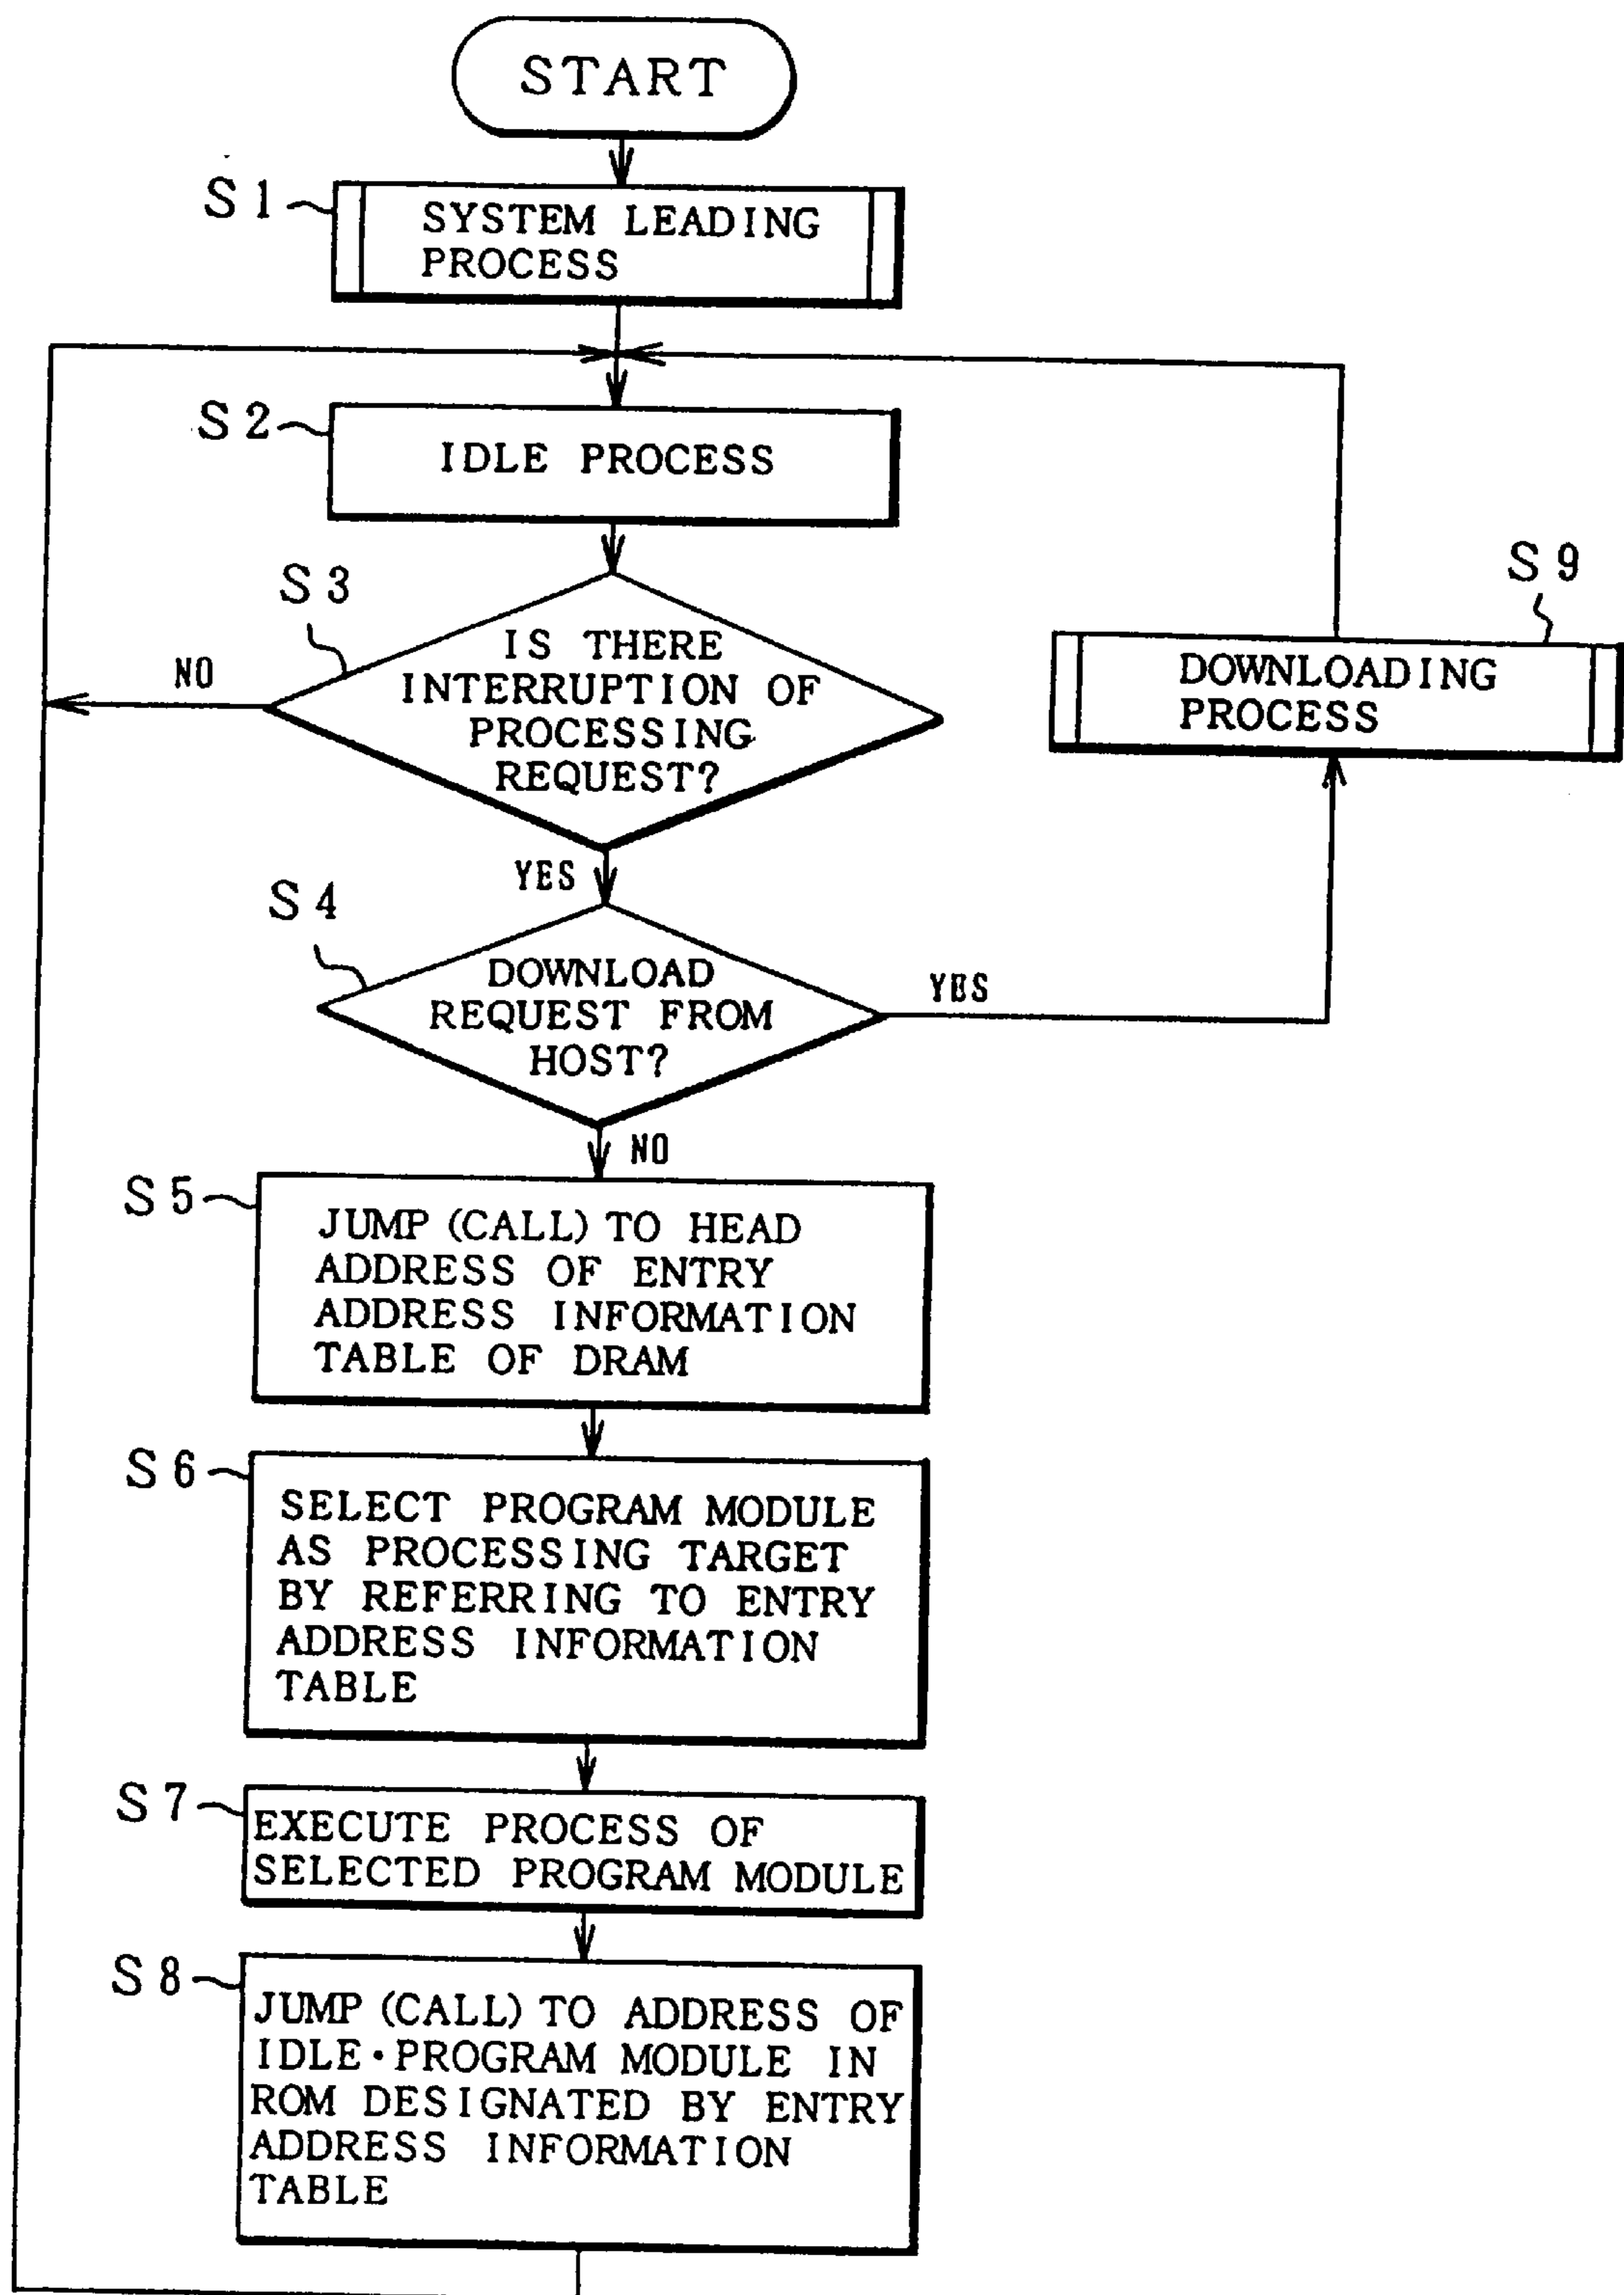 START
S1
SYSTEM LEADING
PROCESS
S2
IDLE PROCESS
S3
IS THERE
INTERRUPTION OF
PROCESSING
REQUEST?
NO
S9
DOWNLOADING
PROCESS
YES
S4
DOWNLOAD
REQUEST FROM
HOST?
YES
NO
S5
JUMP (CALL) TO HEAD
ADDRESS OF ENTRY
ADDRESS INFORMATION
TABLE OF DRAM
S6
SELECT PROGRAM MODULE
AS PROCESSING TARGET
BY REFERRING TO ENTRY
ADDRESS INFORMATION
TABLE
S7
EXECUTE PROCESS OF
SELECTED PROGRAM MODULE
S8
JUMP (CALL) TO ADDRESS OF
IDLE・PROGRAM MODULE IN
ROM DESIGNATED BY ENTRY
ADDRESS INFORMATION
TABLE